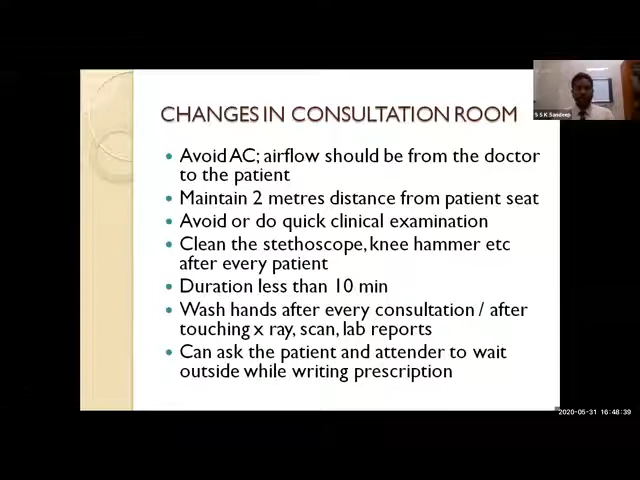 CHANGES IN CONSULTATION ROOM
S S K Sandeep
Avoid AC; airflow should be from the doctor
to the patient
Maintain 2 metres distance from patient seat
Avoid or do quick clinical examination
Clean the stethoscope, knee hammer etc
after every patient
Duration less than 10 min
Wash hands after every consultation / after
touching x ray, scan, lab reports
Can ask the patient and attender to wait
outside while writing prescription
2020-05-31 16:48:39